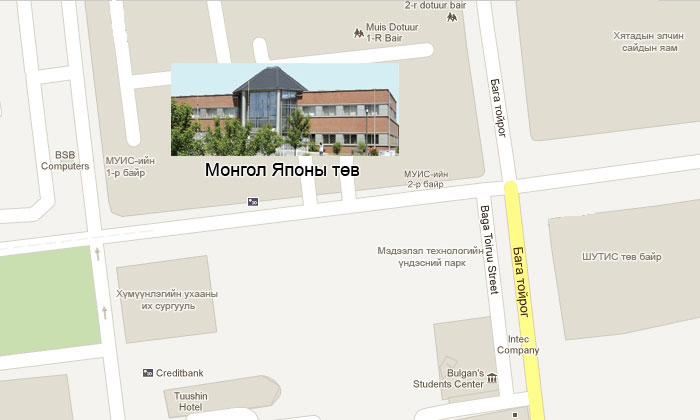 2-r dotuur bair
Muis Dotuur
1-R Bair
Хятадын элчин
сайдын яам
Бага тойрог
BSB
Computers
МУИС-ийн
1-р байр
Монгол Японы төв
МУИС-ийн
2-р байр
Baga Toiruu Street
Бага тойрог
Мэдээлал технологийн
үндэсний парк
ШУТИС төв байр
Хүмүүнлэгийн ухааны
их сургууль
Intec
Company
Creditbank
Bulgan's
Students Center
Tuushin
Hotel